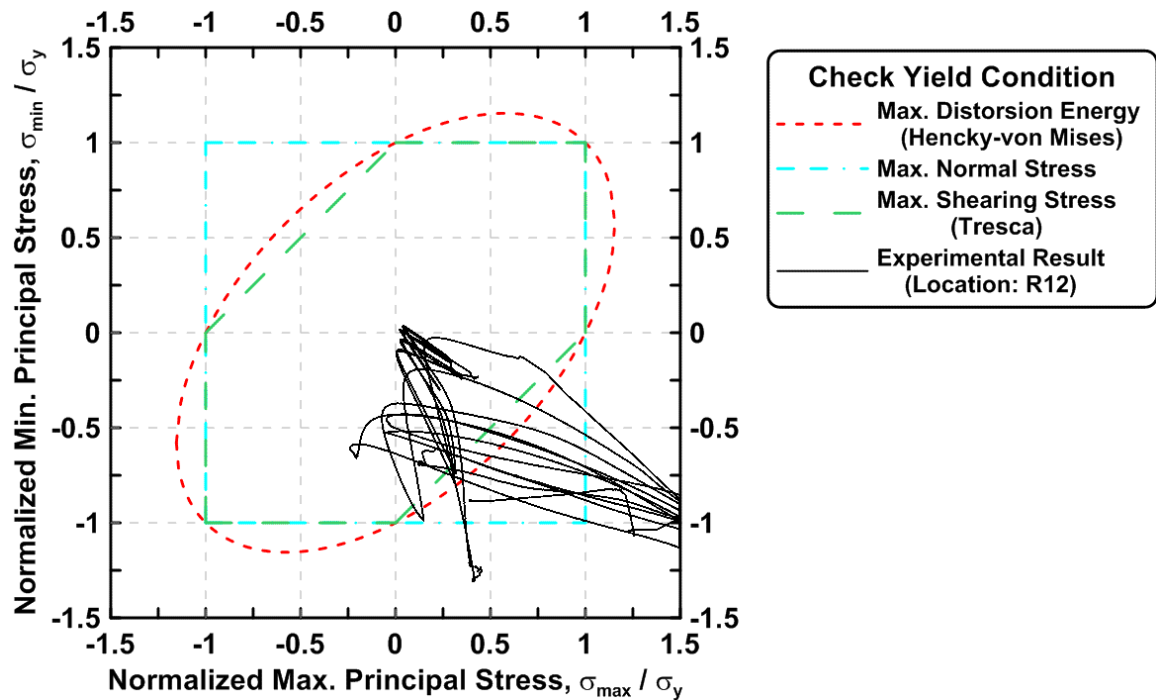 -1.5 -1 -0.5 0 0.5 1 1.5
1.5 1.5
1 1
0.5 0.5
0 0
-0.5 -0.5
-1 -1
-1.5 -1.5
-1.5 -1 -0.5 0 0.5 1 1.5
Normalized Max. Principal Stress, σmax / σy
Normalized Min. Principal Stress, σmin / σy
Check Yield Condition
Max. Distorsion Energy
(Hencky-von Mises)
Max. Normal Stress
Max. Shearing Stress
(Tresca)
Experimental Result
(Location: R12)